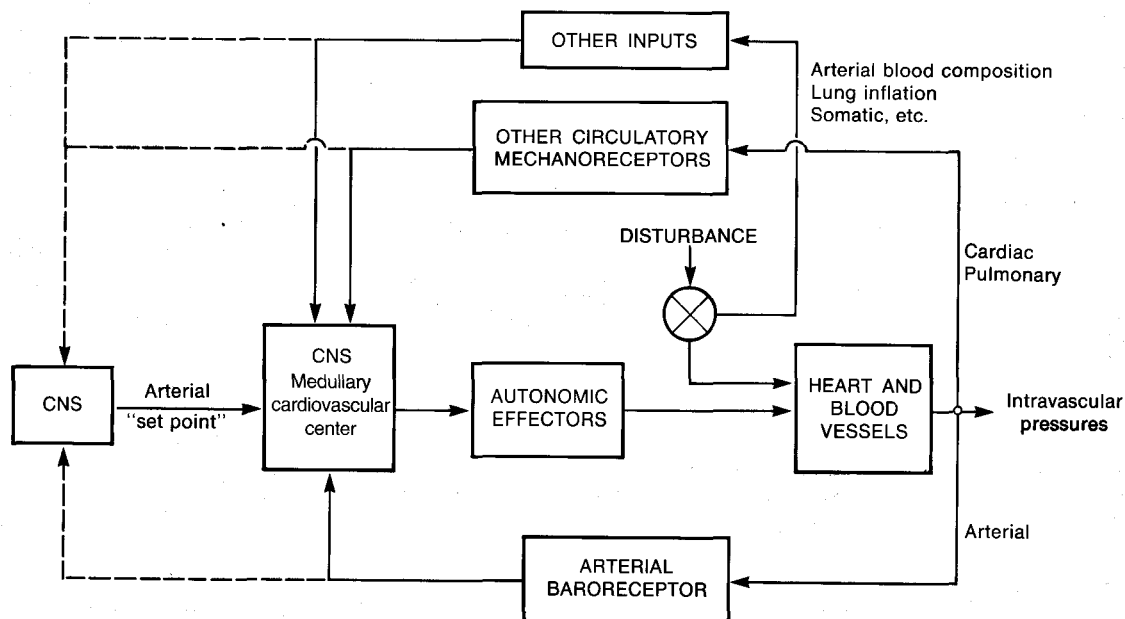 OTHER INPUTS
Arterial blood composition
Lung inflation
Somatic, etc.
OTHER CIRCULATORY
MECHANORECEPTORS
DISTURBANCE
Cardiac
Pulmonary
CNS
Arterial
"set point"
CNS
Medullary
cardiovascular
center
AUTONOMIC
EFFECTORS
HEART AND
BLOOD
VESSELS
Intravascular
pressures
Arterial
ARTERIAL
BARORECEPTOR